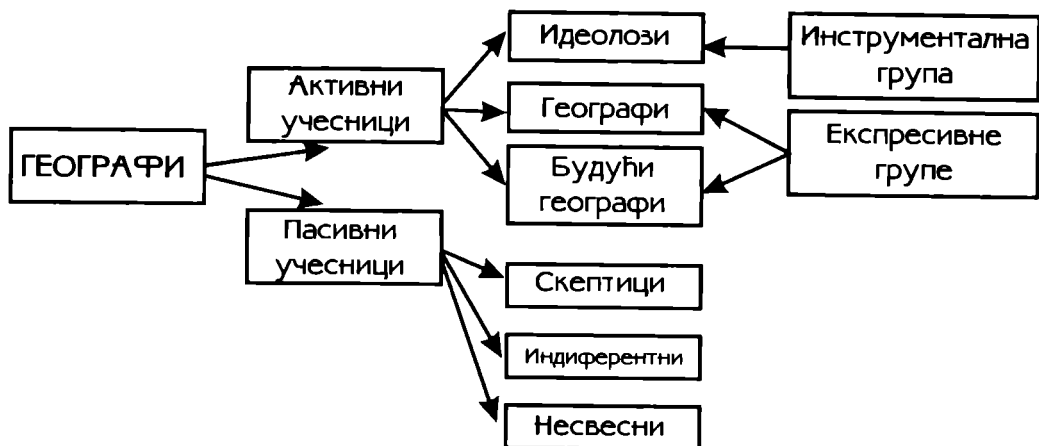 ГЕОГРАФИ
Активни
учесници
Пасивни
учесници
Идеолози
Географи
Будући
географи
Скептици
Индиферентни
Несвесни
Инструментална
група
Експресивне
групе